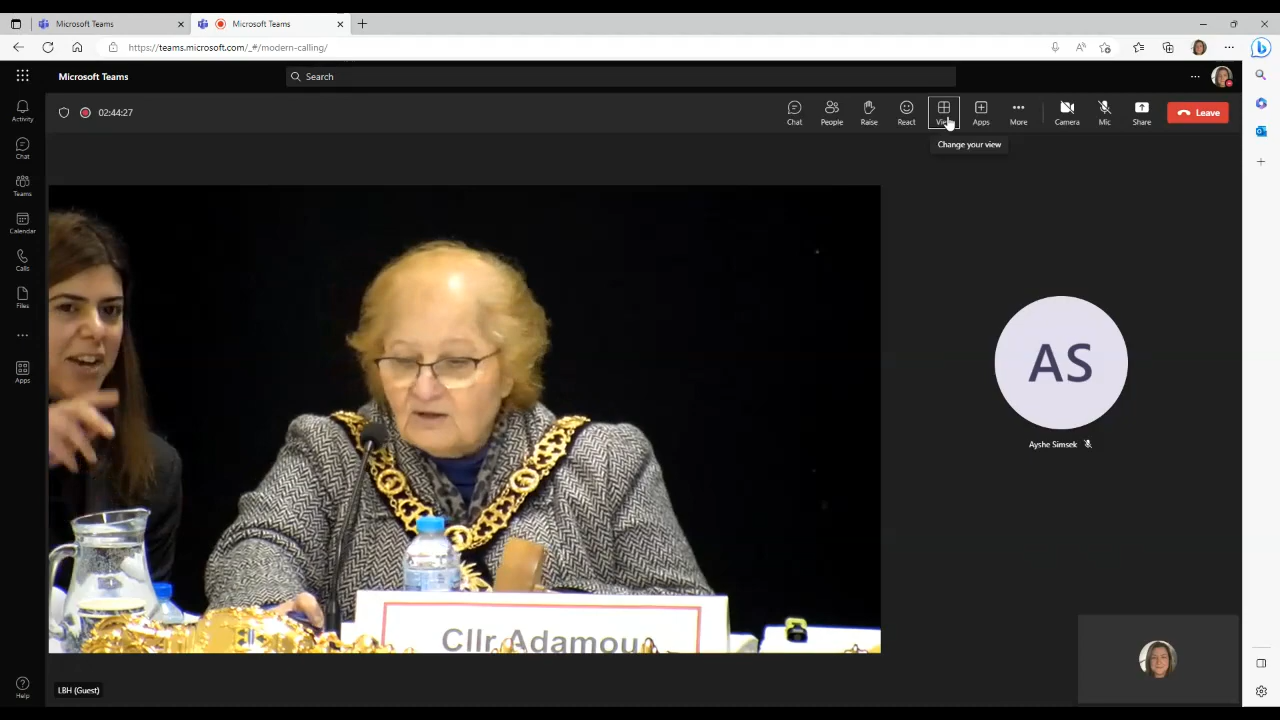 Microsoft Teams
Microsoft Teams
https://teams.microsoft.com/_#/modern-calling/
Microsoft Teams
Search
Activity
Chat
Teams
Calendar
Calls
Files
Apps
Help
02:44:27
Chat
People
Raise
React
View
Apps
More
Camera
Mic
Share
Leave
Change your view
AS
Ayshe Simsek
Cllr Adamou
LBH (Guest)